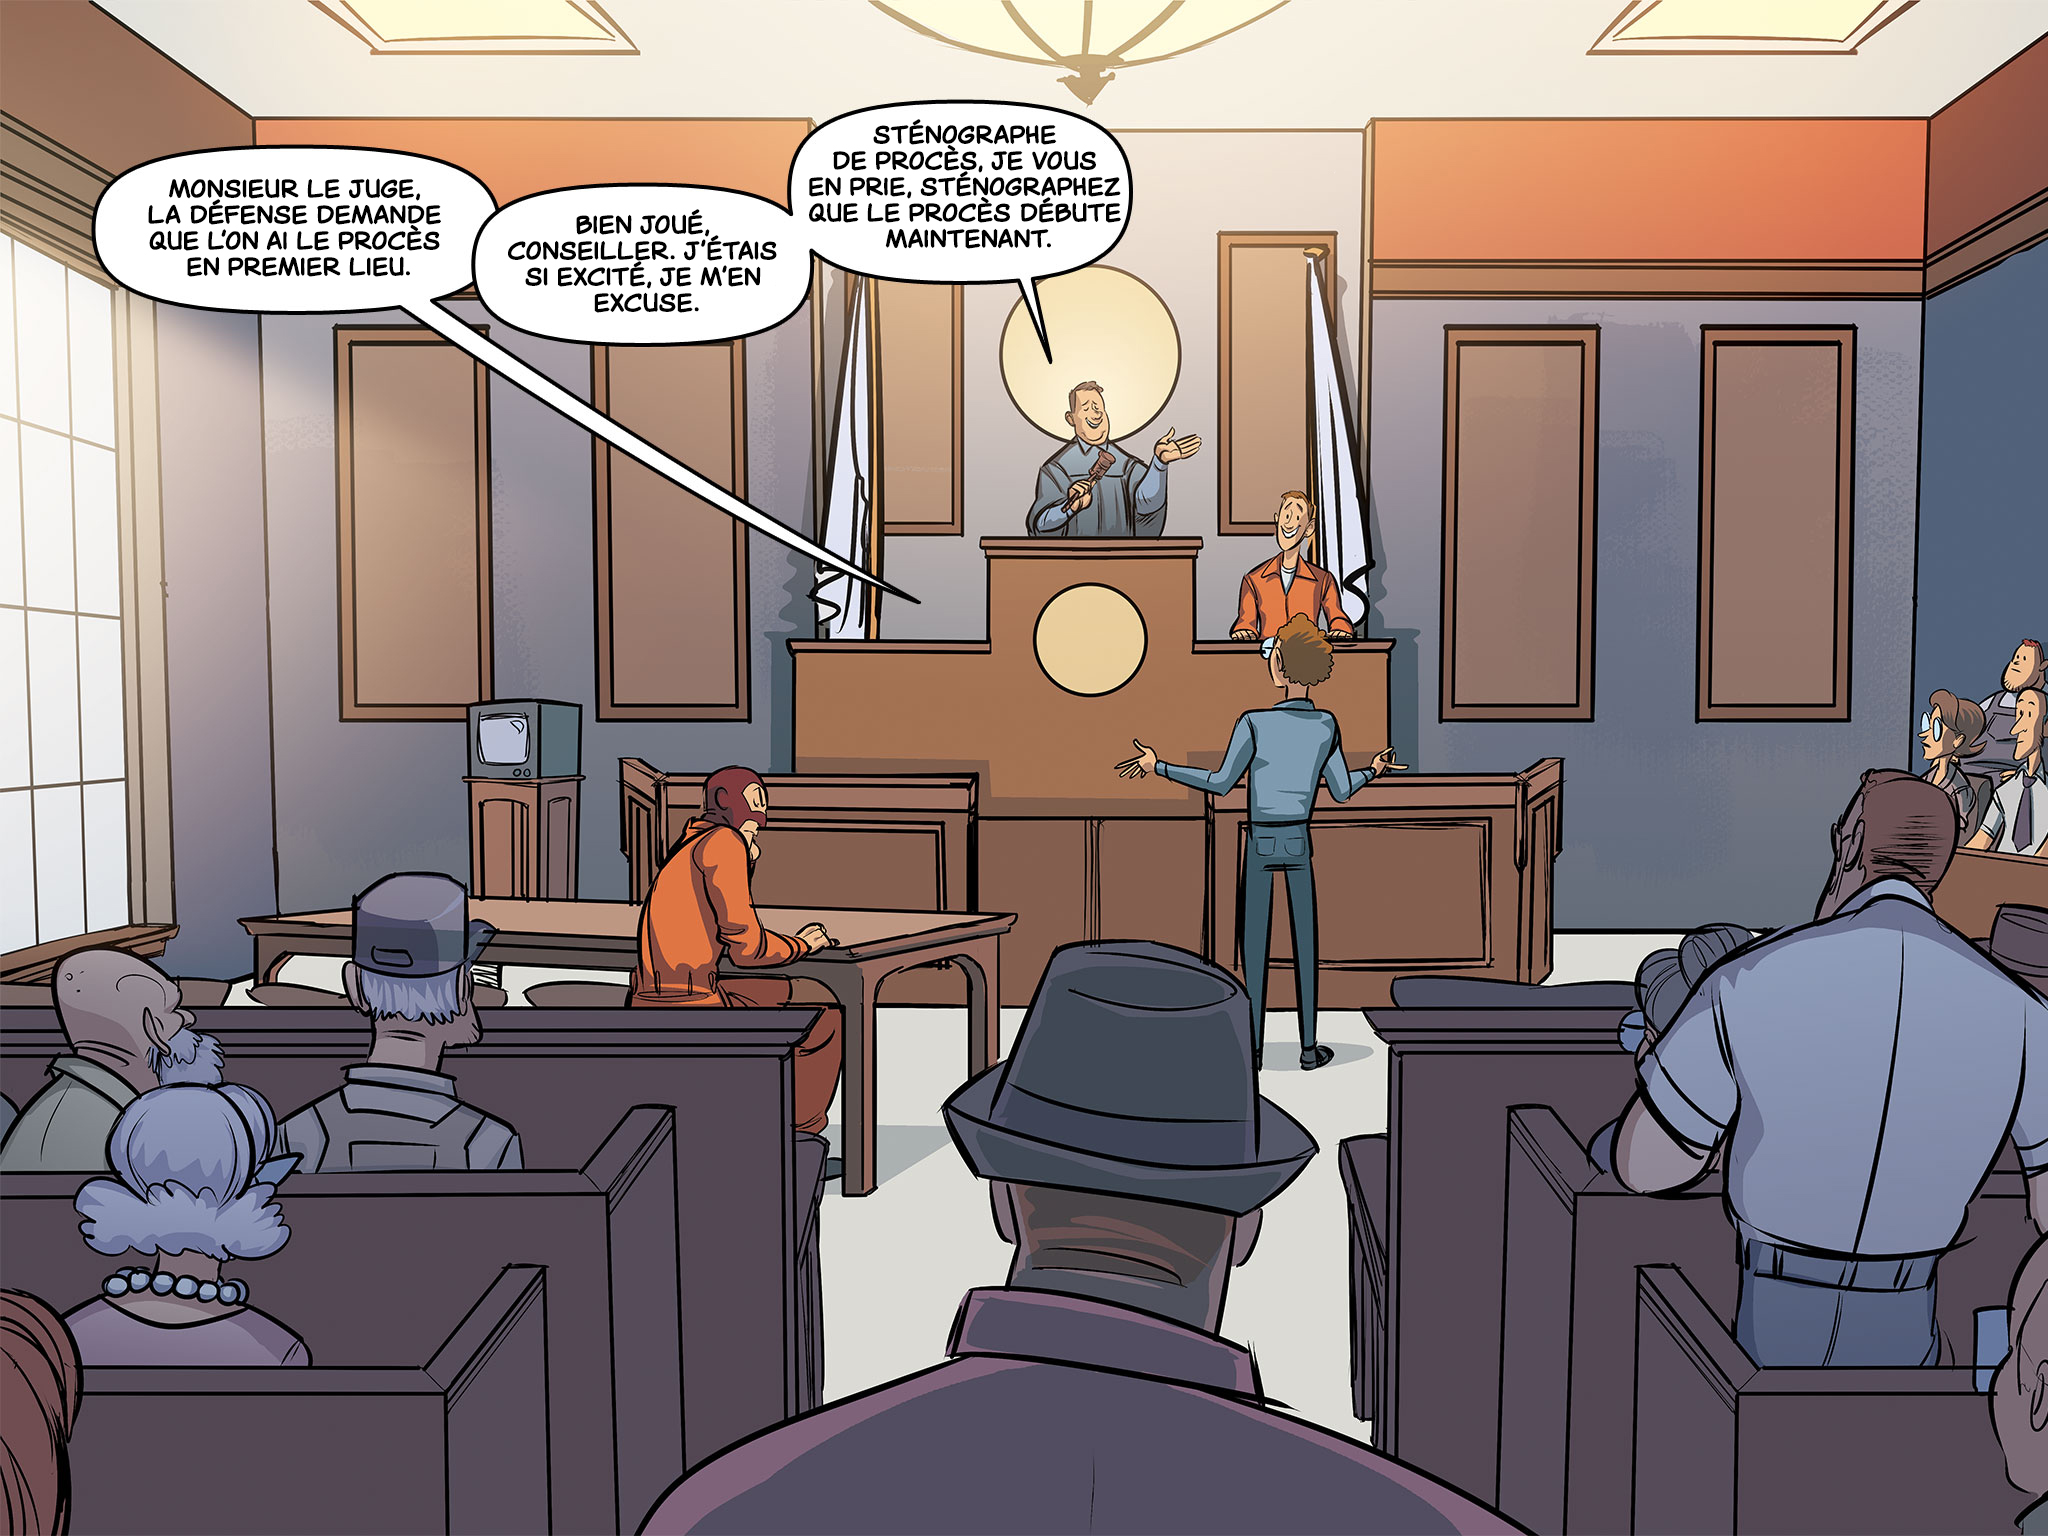 MONSIEUR LE JUGE,
LA DÉFENSE DEMANDE
QUE L'ON AI LE PROCÈS
EN PREMIER LIEU.
BIEN JOUÉ,
CONSEILLER. J'ÉTAIS
SI EXCITÉ, JE M'EN
EXCUSE.
STÉNOGRAPHE
DE PROCÈS, JE VOUS
EN PRIE, STÉNOGRAPHEZ
QUE LE PROCÈS DÉBUTE
MAINTENANT.